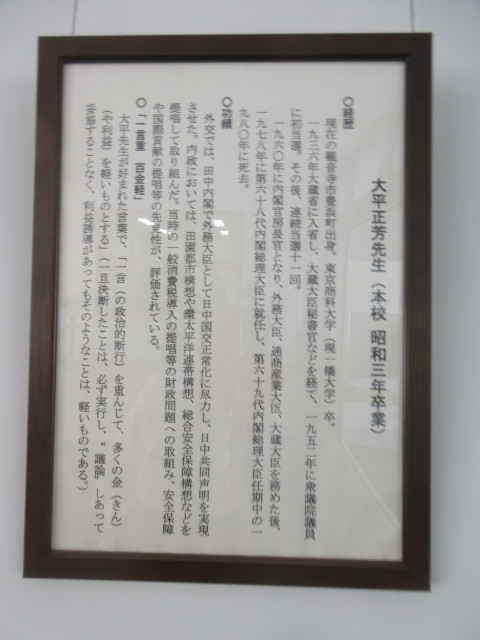 大平正芳先生（本校 昭和三年卒業）
○経歴
現在の観音寺市豊浜町出身。東京商科大学（現一橋大学）卒。
一九三六年大蔵省に入省し、大蔵大臣秘書官などを経て、一九五二年に衆議院議員
に初当選。その後、連続当選十一回。
一九六〇年に内閣官房長官となり、外務大臣、通商産業大臣、大蔵大臣を務めた後、
一九七八年に第六十八代内閣総理大臣に就任し、第六十九代内閣総理大臣任期中の一
九八〇年に死去。
○功績
外交では、田中内閣で外務大臣として日中国交正常化に尽力し、日中共同声明を実現
させた。内政においては、田園都市構想や環太平洋連帯構想、総合安全保障構想などを
提唱して取り組んだ。当時の一般消費税導入の提唱等の財政問題への取組み、安全保障
や国際貢献の提唱等の先見性が、評価されている。
○「一言重 百金軽」
大平先生が好まれた言葉で、「一言（の政治的断行）を重んじて、多くの金（きん）
（や利益）を軽いものとする」（一旦決断したことは、必ず実行し、〝議論〟しあって
妥協することなく、利益誘導があってもそのようなことは、軽いものである。）